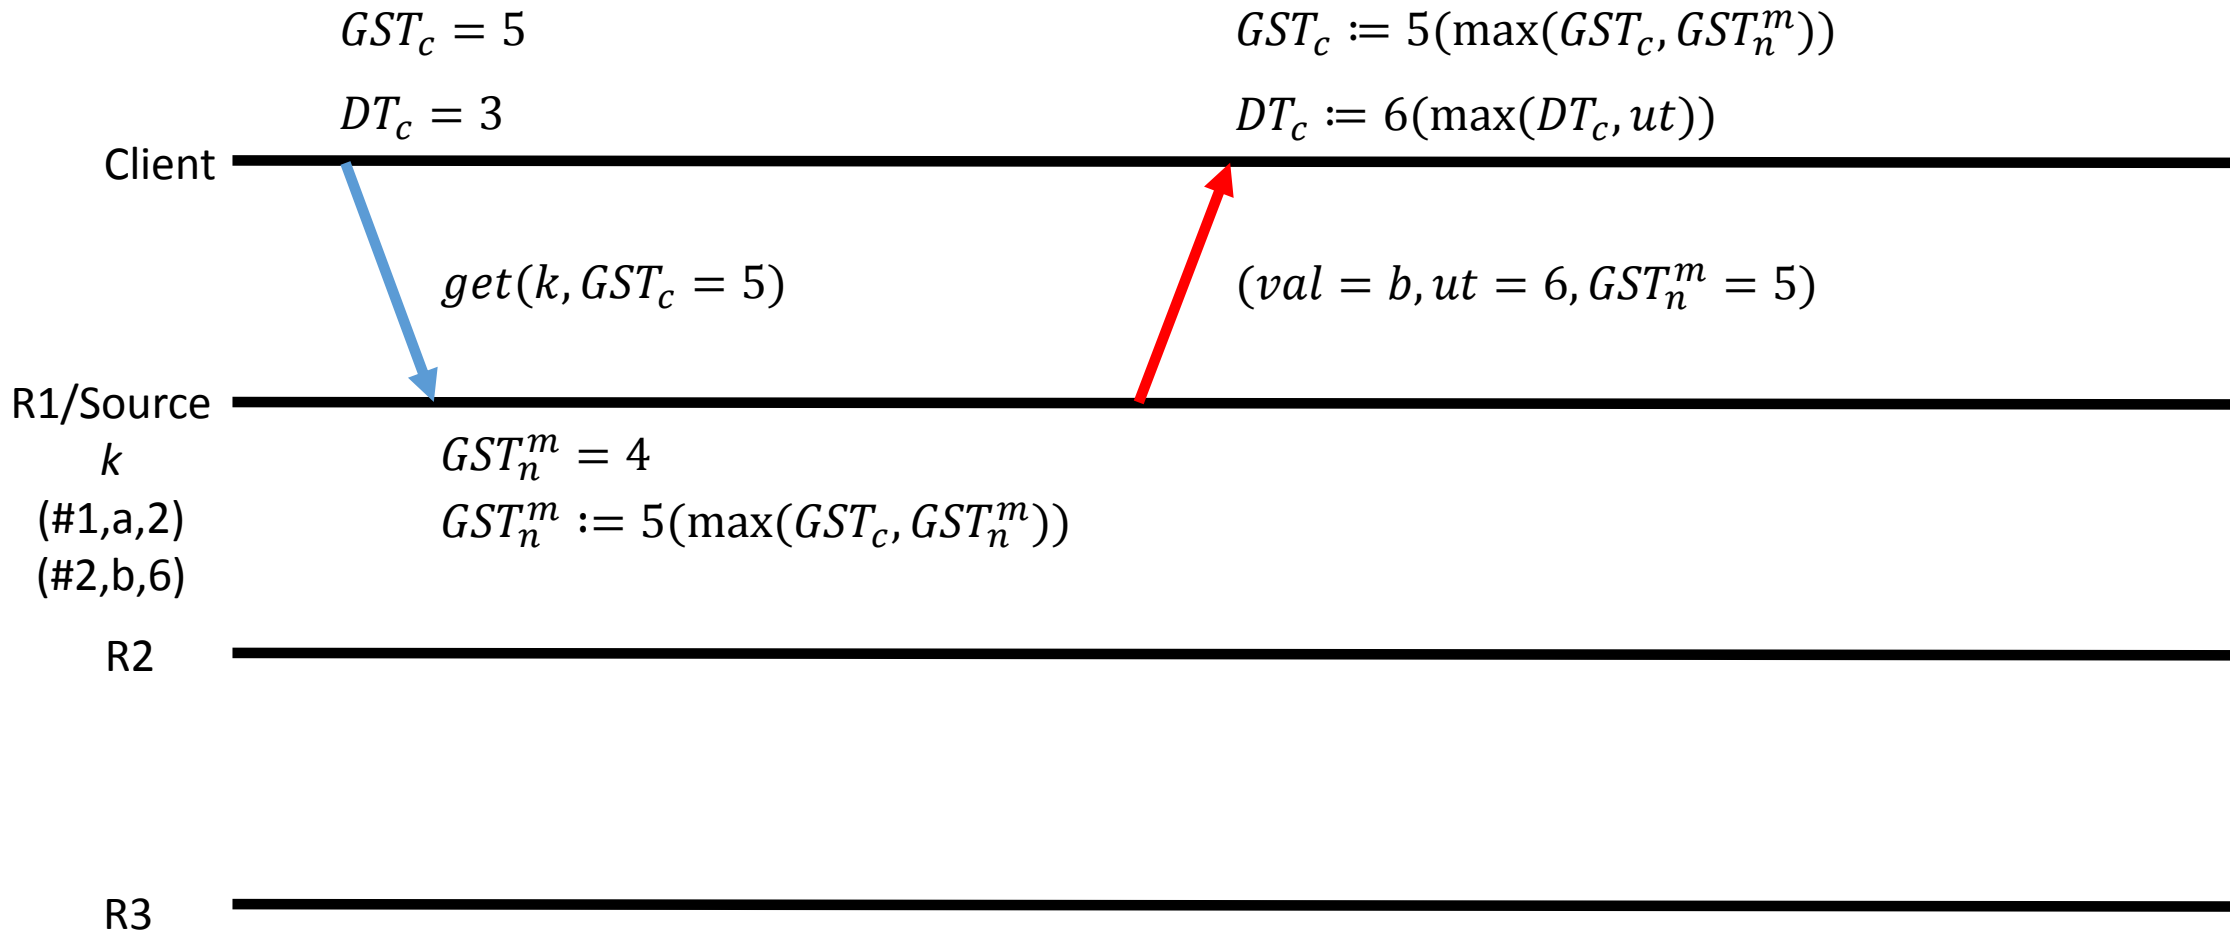 GST_c = 5
GST_c ≔ 5(max(GST_c, GST_n^m))
DT_c = 3
DT_c ≔ 6(max(DT_c, ut))
Client
get(k, GST_c = 5)
(val = b, ut = 6, GST_n^m = 5)
R1/Source
k
(#1,a,2)
(#2,b,6)
GST_n^m = 4
GST_n^m := 5(max(GST_c, GST_n^m))
R2
R3